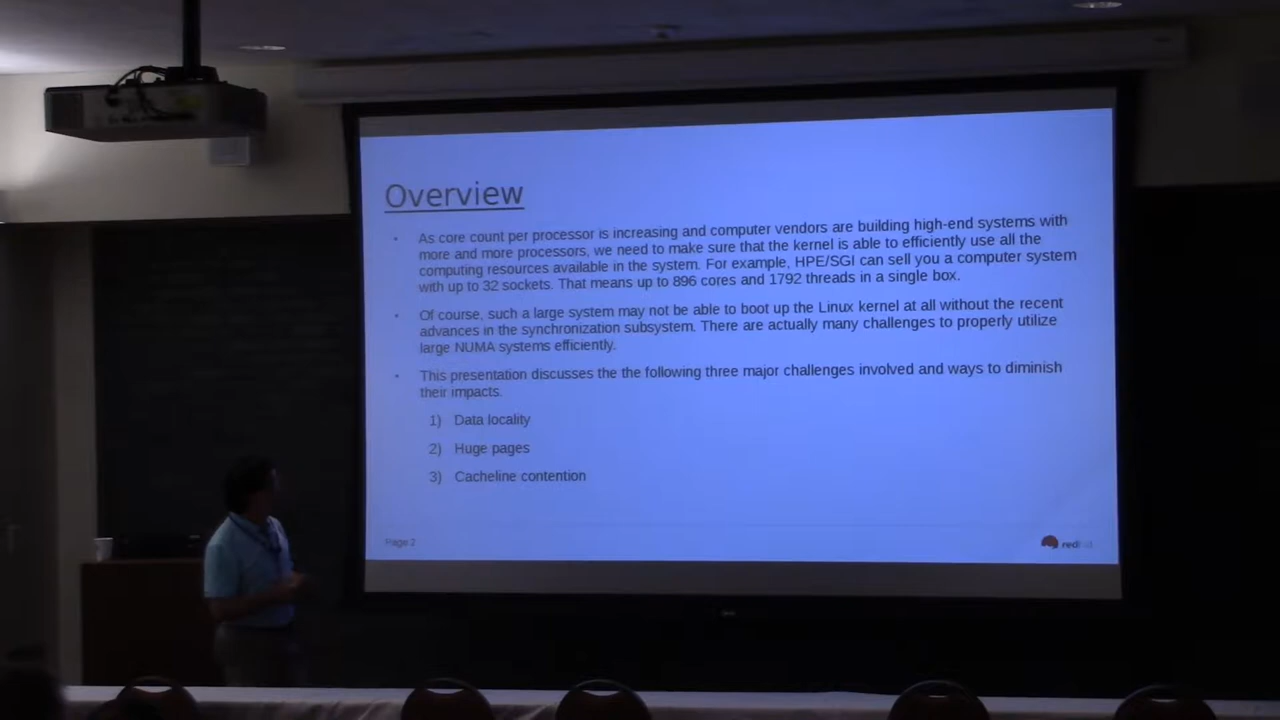 Overview
• As core count per processor is increasing and computer vendors are building high-end systems with
more and more processors, we need to make sure that the kernel is able to efficiently use all the
computing resources available in the system. For example, HPE/SGI can sell you a computer system
with up to 32 sockets. That means up to 896 cores and 1792 threads in a single box.
• Of course, such a large system may not be able to boot up the Linux kernel at all without the recent
advances in the synchronization subsystem. There are actually many challenges to properly utilize
large NUMA systems efficiently.
• This presentation discusses the the following three major challenges involved and ways to diminish
their impacts.
1) Data locality
2) Huge pages
3) Cacheline contention
Page 2
redhat